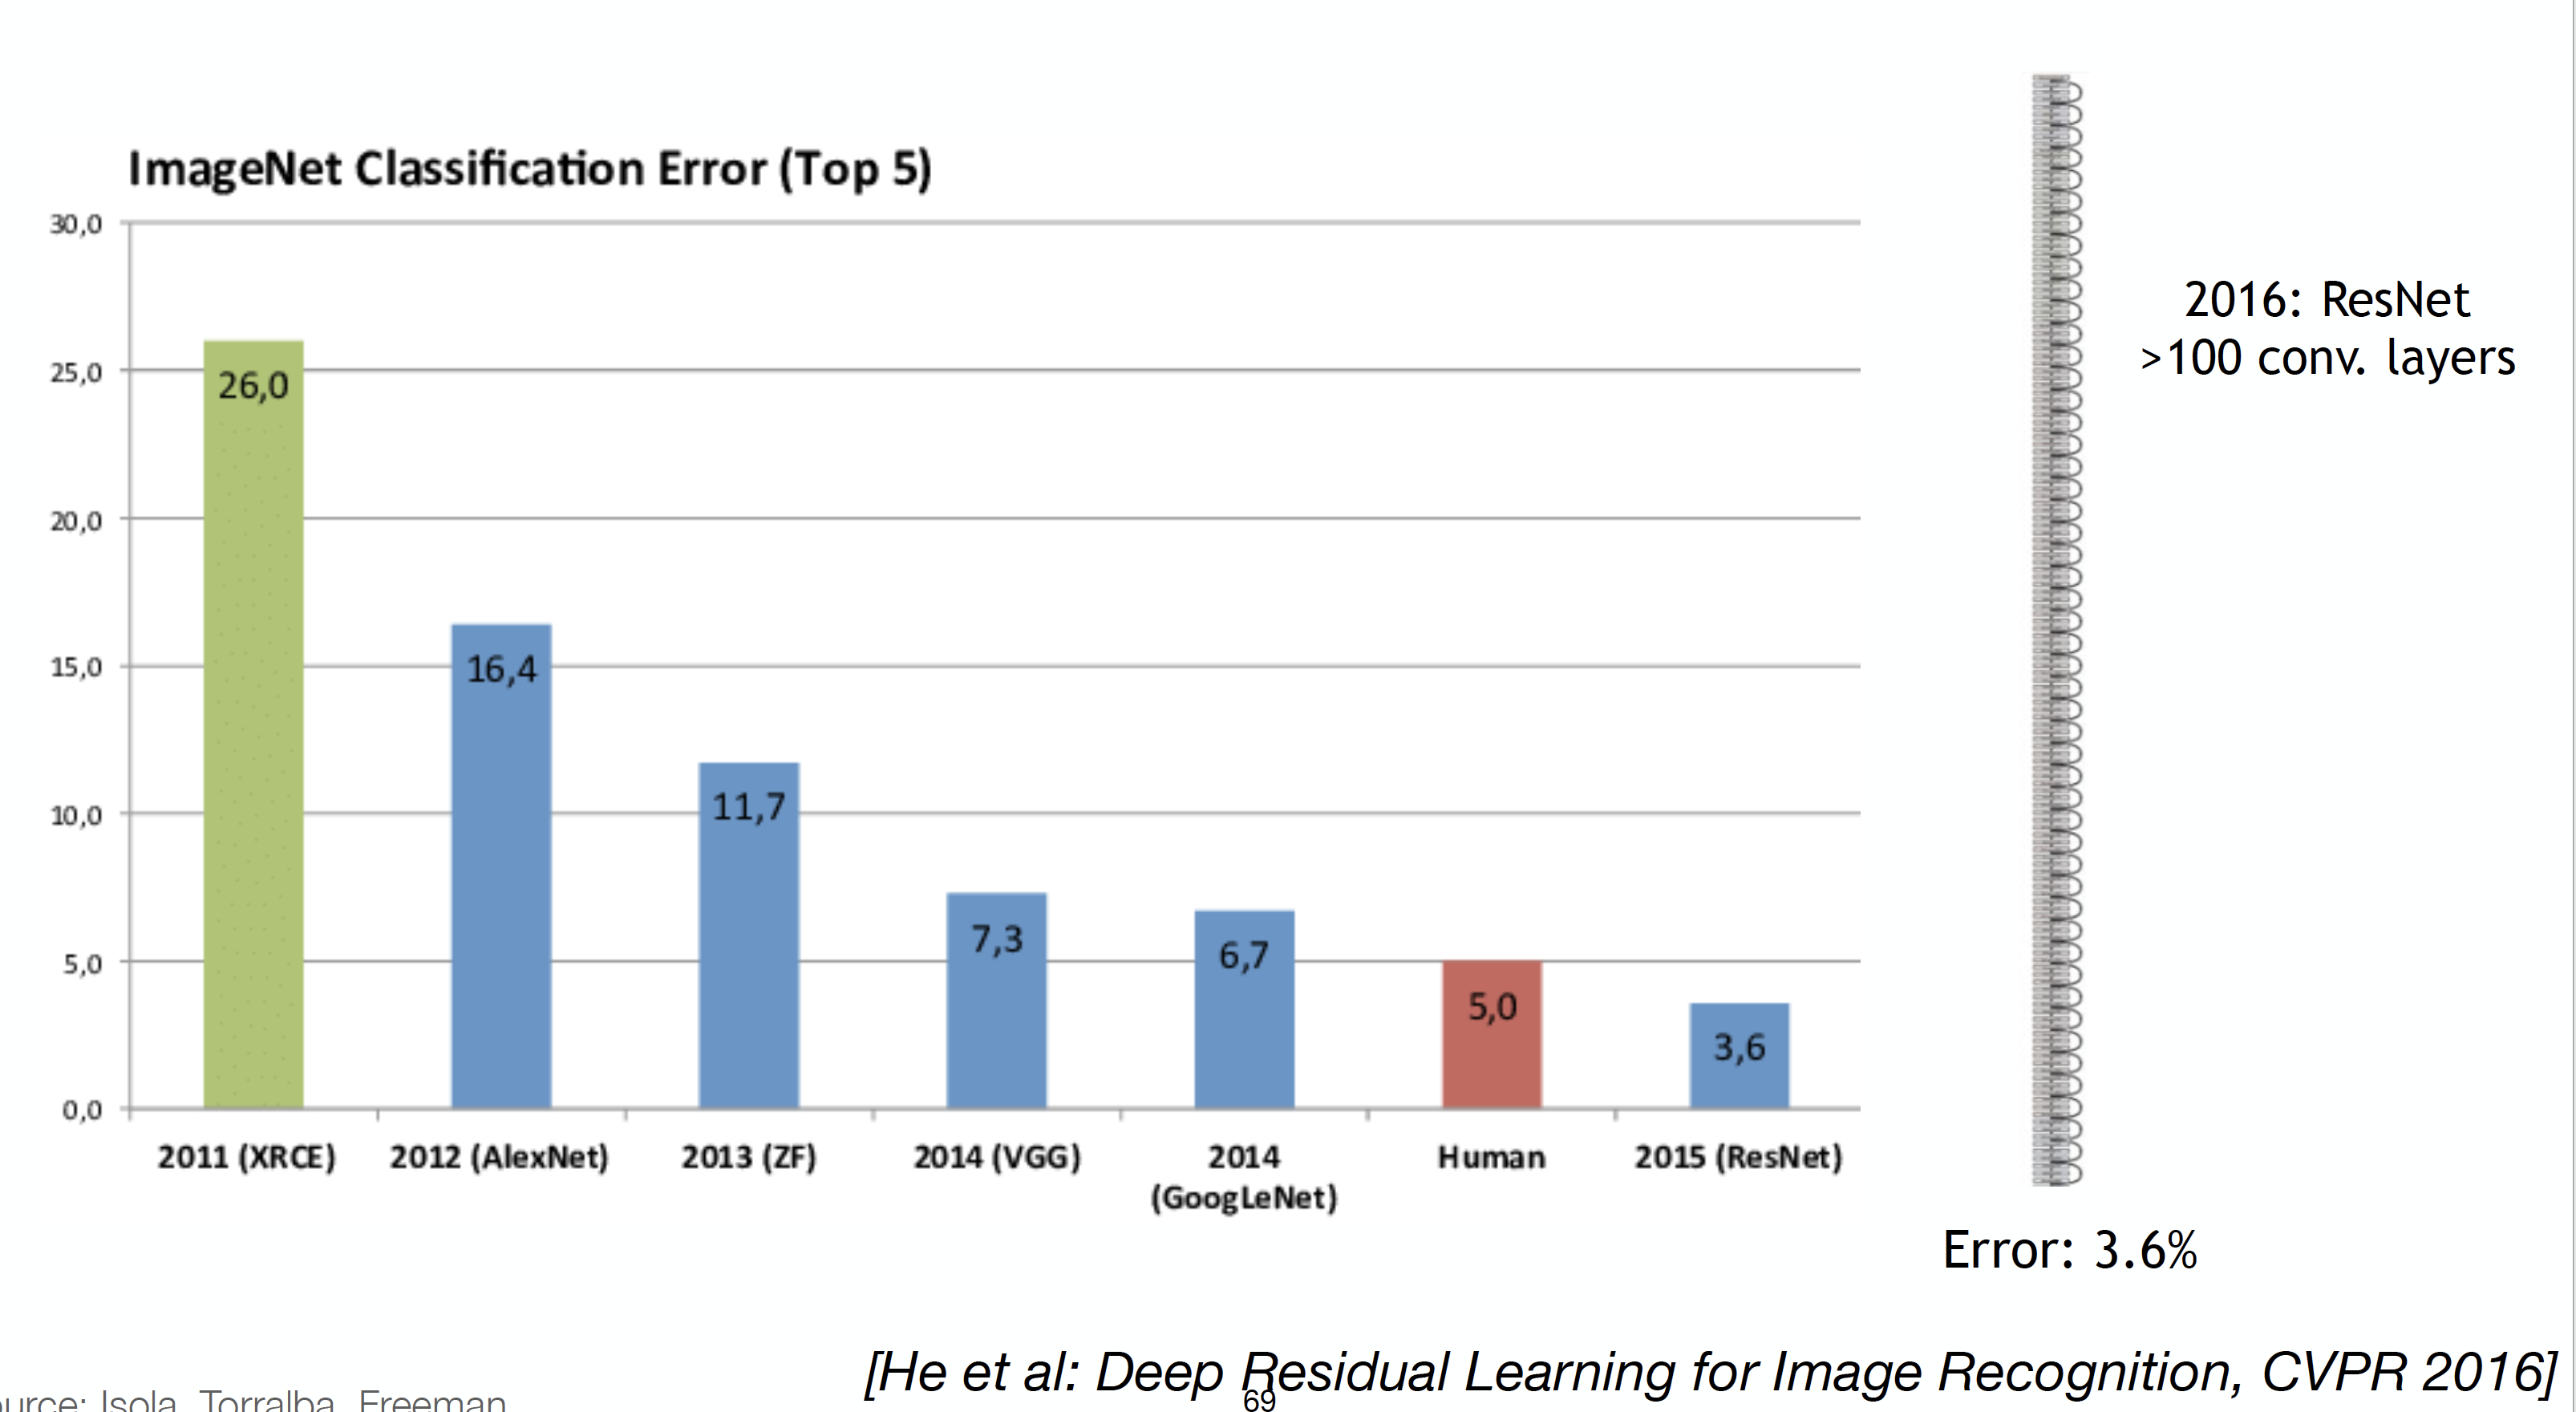 ImageNet Classification Error (Top 5)
30,0
25,0
20,0
15,0
10,0
5,0
0,0
26,0
16,4
11,7
7,3
6,7
5,0
3,6
2011 (XRCE)
2012 (AlexNet)
2013 (ZF)
2014 (VGG)
2014
(GoogLeNet)
Human
2015 (ResNet)
2016: ResNet
>100 conv. layers
Error: 3.6%
[He et al: Deep Residual Learning for Image Recognition, CVPR 2016]
Isola, Torralba, Freeman
69